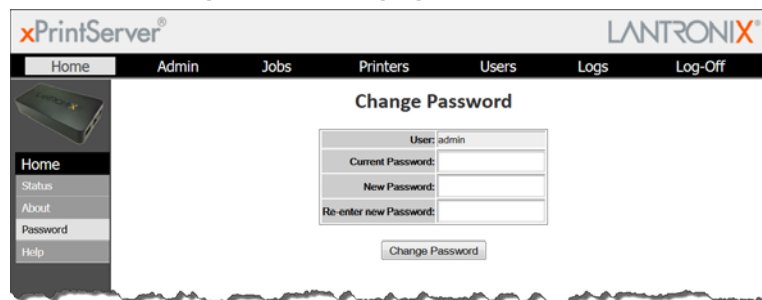 xPrintServer®
LANTRONIX®
Home Admin Jobs Printers Users Logs Log-Off
Change Password
User: admin
Current Password:
New Password:
Re-enter new Password:
Change Password
LANTRONIX
Home
Status
About
Password
Help